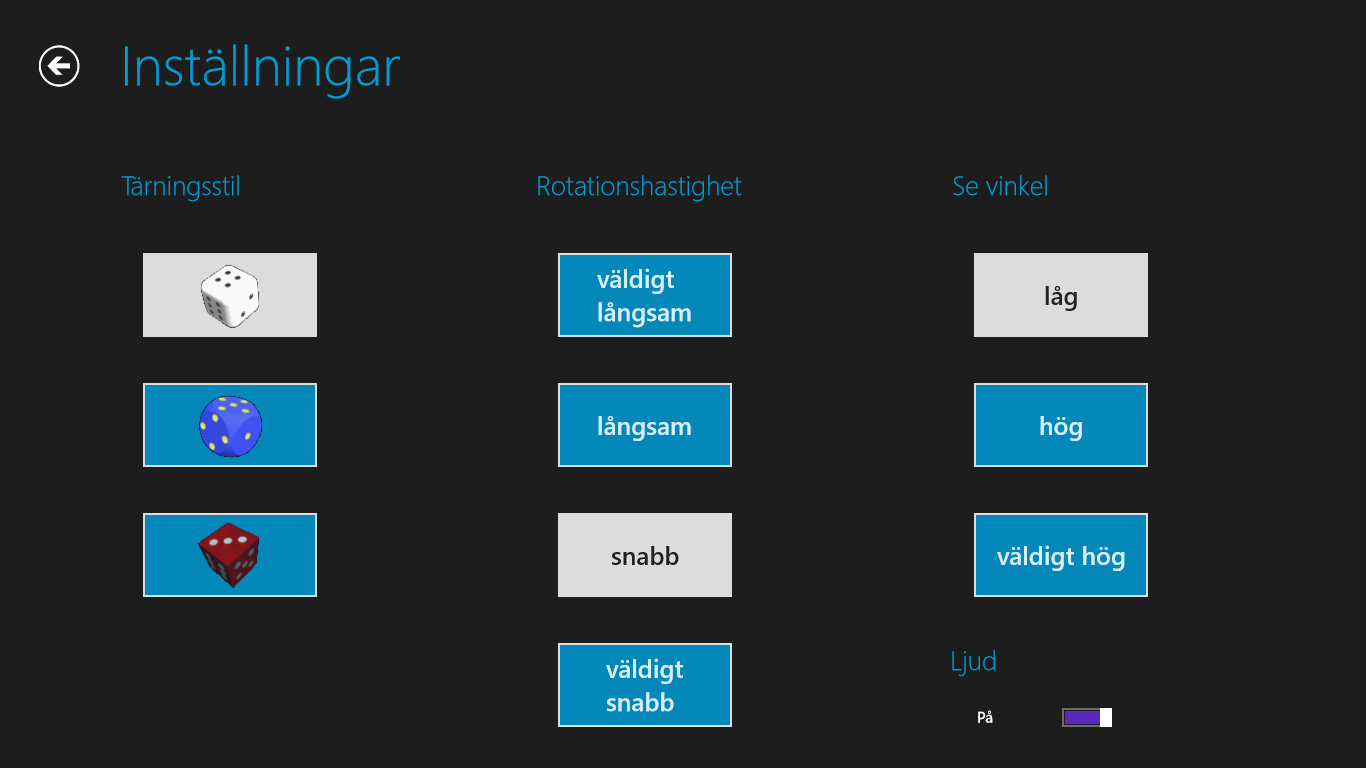 Inställningar
Tärningsstil
Rotationshastighet
Se vinkel
väldigt
långsam
långsam
snabb
väldigt
snabb
låg
hög
väldigt hög
Ljud
På